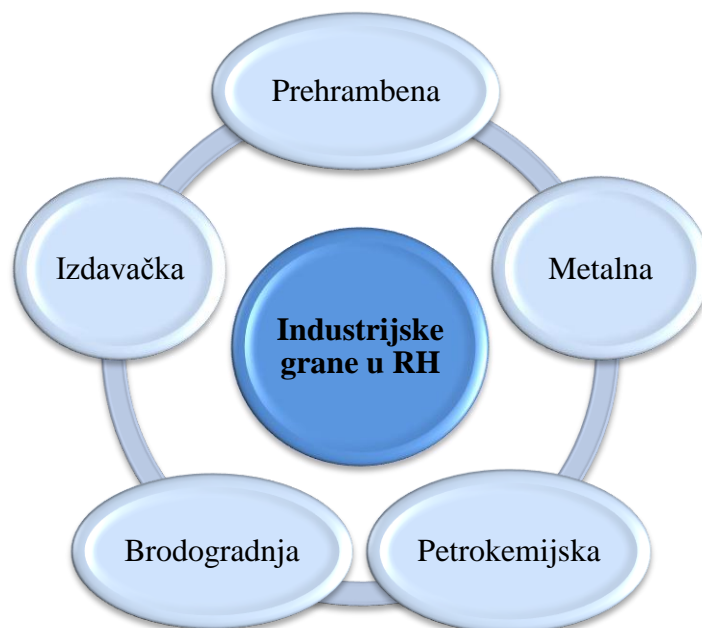 Prehrambena
Izdavačka
Metalna
Industrijske
grane u RH
Brodogradnja
Petrokemijska